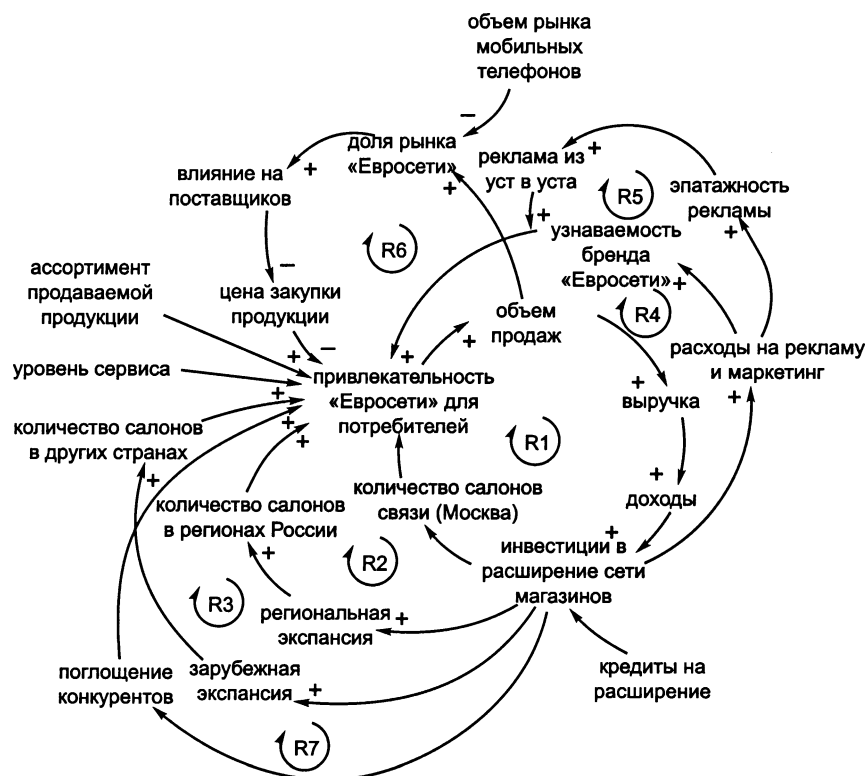 объем рынка
мобильных
телефонов
–
доля рынка
«Евросети»
+
+
влияние на
поставщиков
реклама из
уст в уста
+
+
R5
эпатажность
рекламы
+
узнаваемость
бренда
«Евросети»
+
R6
–
ассортимент
продаваемой
продукции
цена закупки
продукции
–
объем
продаж
+
R4
расходы на рекламу
и маркетинг
+
уровень сервиса
+
+
привлекательность
«Евросети» для
потребителей
+
выручка
количество салонов
в других странах
+
+
+
+
R1
+
доходы
количество салонов
в регионах России
+
количество салонов
связи (Москва)
+
инвестиции в
расширение сети
магазинов
R2
R3
региональная
экспансия
+
поглощение
конкурентов
зарубежная
экспансия
+
кредиты на
расширение
R7